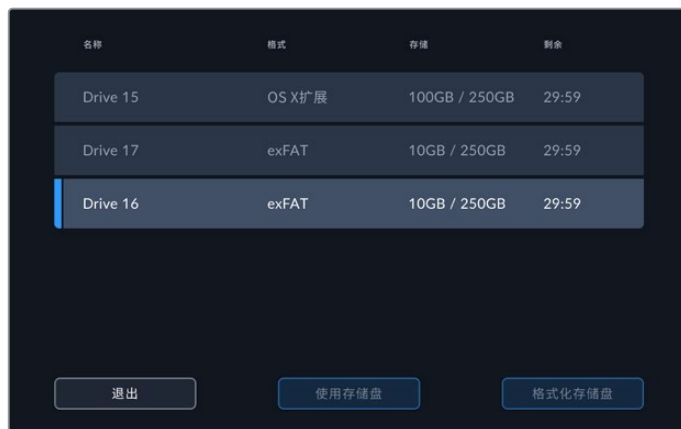 名称 格式 存储 剩余
Drive 15 OS X扩展 100GB / 250GB 29:59
Drive 17 exFAT 10GB / 250GB 29:59
Drive 16 exFAT 10GB / 250GB 29:59
退出 使用存储盘 格式化存储盘